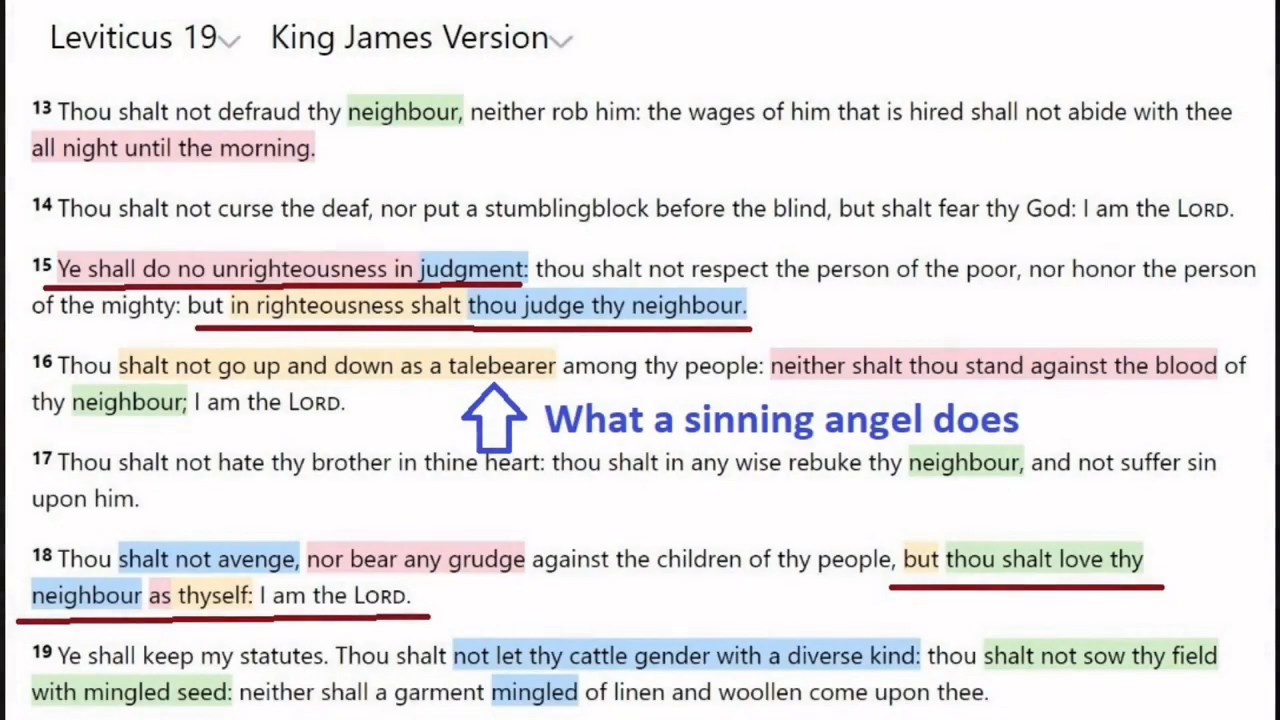 Leviticus 19 King James Version
13 Thou shalt not defraud thy neighbour, neither rob him: the wages of him that is hired shall not abide with thee
all night until the morning.
14 Thou shalt not curse the deaf, nor put a stumblingblock before the blind, but shalt fear thy God: I am the LORD.
15 Ye shall do no unrighteousness in judgment: thou shalt not respect the person of the poor, nor honor the person
of the mighty: but in righteousness shalt thou judge thy neighbour.
16 Thou shalt not go up and down as a talebearer among thy people: neither shalt thou stand against the blood of
thy neighbour; I am the LORD.
What a sinning angel does
17 Thou shalt not hate thy brother in thine heart: thou shalt in any wise rebuke thy neighbour, and not suffer sin
upon him.
18 Thou shalt not avenge, nor bear any grudge against the children of thy people, but thou shalt love thy
neighbour as thyself: I am the LORD.
19 Ye shall keep my statutes. Thou shalt not let thy cattle gender with a diverse kind: thou shalt not sow thy field
with mingled seed: neither shall a garment mingled of linen and woollen come upon thee.